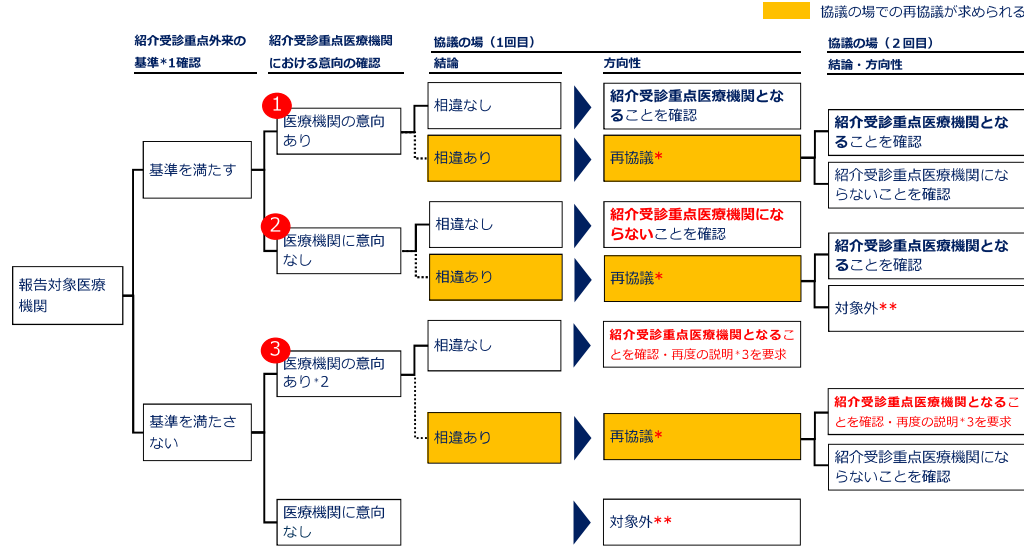 協議の場での再協議が求められる
紹介受診重点外来の
基準*1確認
紹介受診重点医療機関
における意向の確認
協議の場（1回目）
結論
方向性
協議の場（２回目）
結論・方向性
報告対象医療
機関
基準を満たす
1
医療機関の意向
あり
相違なし
紹介受診重点医療機関とな
ることを確認
相違あり
再協議*
紹介受診重点医療機関とな
ることを確認
紹介受診重点医療機関にな
らないことを確認
2
医療機関に意向
なし
相違なし
紹介受診重点医療機関にな
らないことを確認
相違あり
再協議*
紹介受診重点医療機関とな
ることを確認
対象外**
基準を満たさ
ない
3
医療機関の意向
あり*2
相違なし
紹介受診重点医療機関となるこ
とを確認・再度の説明*3を要求
相違あり
再協議*
紹介受診重点医療機関となるこ
とを確認・再度の説明*3を要求
紹介受診重点医療機関にな
らないことを確認
医療機関に意向
なし
対象外**